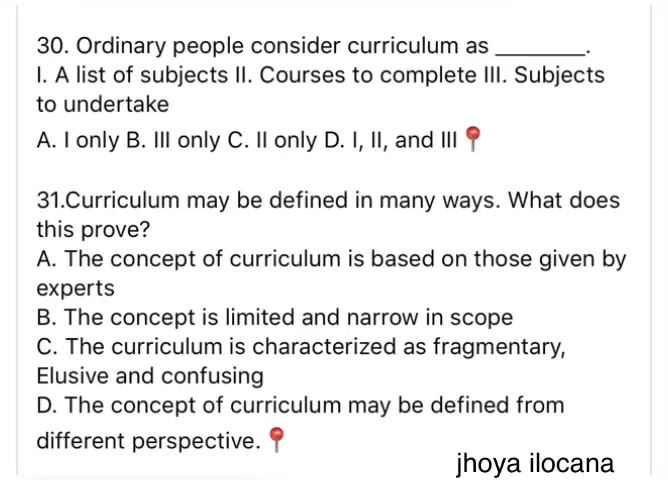 30. Ordinary people consider curriculum as ________.
I. A list of subjects II. Courses to complete III. Subjects
to undertake
A. I only B. III only C. II only D. I, II, and III 📍
31.Curriculum may be defined in many ways. What does
this prove?
A. The concept of curriculum is based on those given by
experts
B. The concept is limited and narrow in scope
C. The curriculum is characterized as fragmentary,
Elusive and confusing
D. The concept of curriculum may be defined from
different perspective. 📍
jhoya ilocana